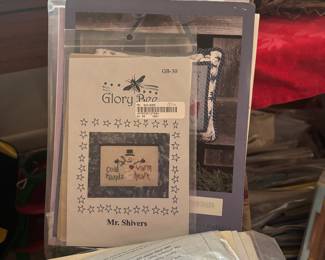 GB-30
Glory Bee
Cold
Hands
Warm
Heart
Mr. Shivers